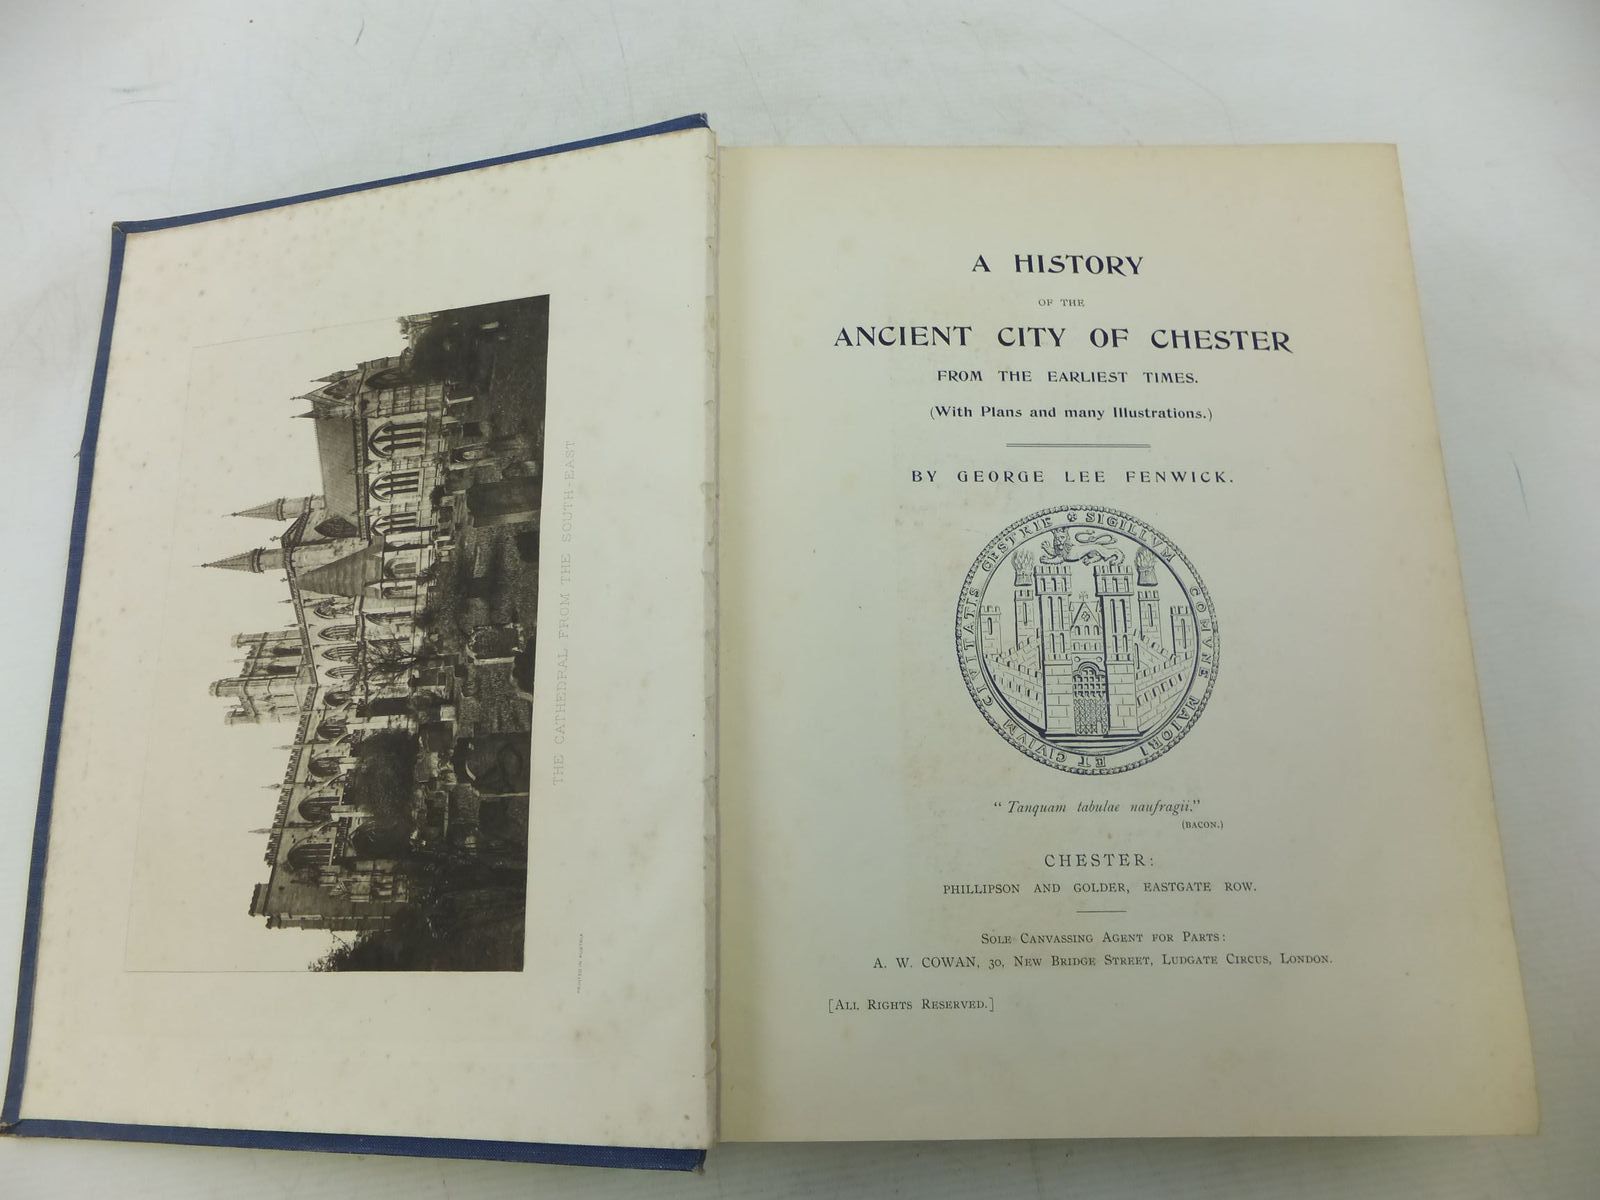 THE CATHEDRAL FROM THE SOUTH-EAST
PRINTED IN AUSTRIA
A HISTORY
OF THE
ANCIENT CITY OF CHESTER
FROM THE EARLIEST TIMES.
(With Plans and many Illustrations.)
BY GEORGE LEE FENWICK.
SIGILLVM COMVNE MAIORI ET CIVIVM CIVITATIS CESTRIE
"Tanquam tabulae naufragii."
(BACON.)
CHESTER:
PHILLIPSON AND GOLDER, EASTGATE ROW.
SOLE CANVASSING AGENT FOR PARTS:
A. W. COWAN, 30, NEW BRIDGE STREET, LUDGATE CIRCUS, LONDON.
[ALL RIGHTS RESERVED.]